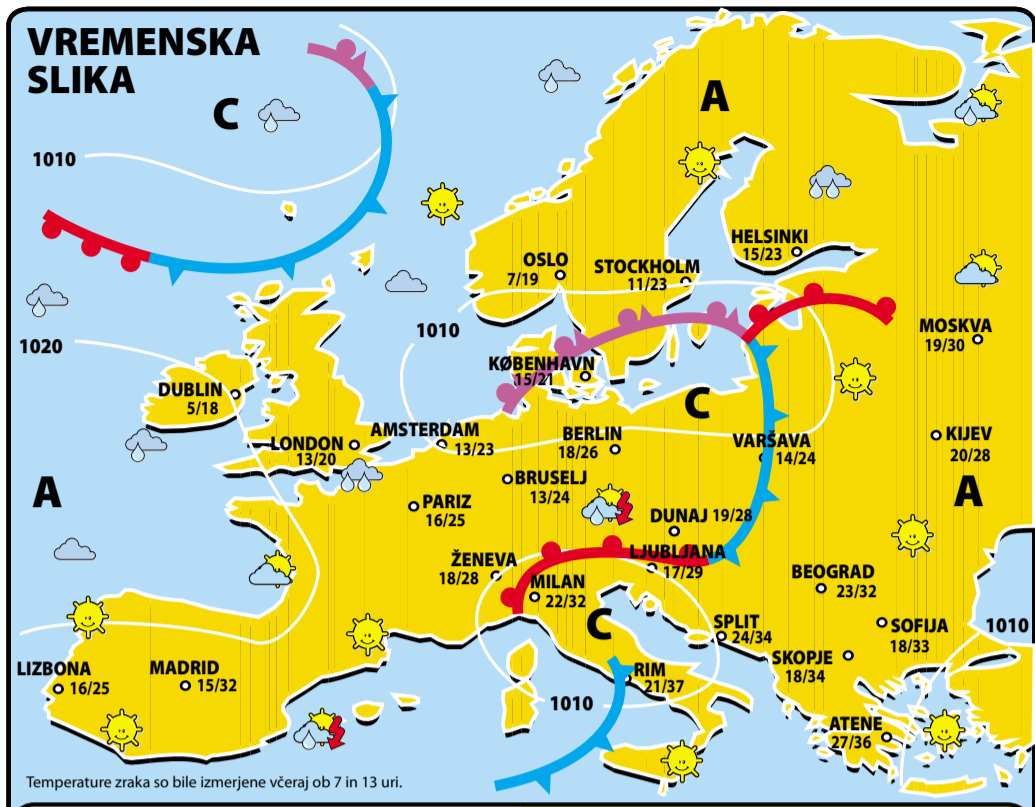 VREMENSKA
SLIKA
C
A
1010
HELSINKI
15/23
OSLO
7/19
STOCKHOLM
11/23
1010
MOSKVA
19/30
1020
KØBENHAVN
15/21
DUBLIN
5/18
C
AMSTERDAM
13/23
BERLIN
18/26
VARŠAVA
14/24
KIJEV
20/28
LONDON
13/20
BRUSELJ
13/24
A
PARIZ
16/25
A
DUNAJ 19/28
ŽENEVA
18/28
LJUBLJANA
17/29
MILAN
22/32
BEOGRAD
23/32
C
SPLIT
24/34
SOFIJA
18/33
1010
SKOPJE
18/34
LIZBONA
16/25
MADRID
15/32
RIM
21/37
1010
ATENE
27/36
Temperature zraka so bile izmerjene včeraj ob 7 in 13 uri.